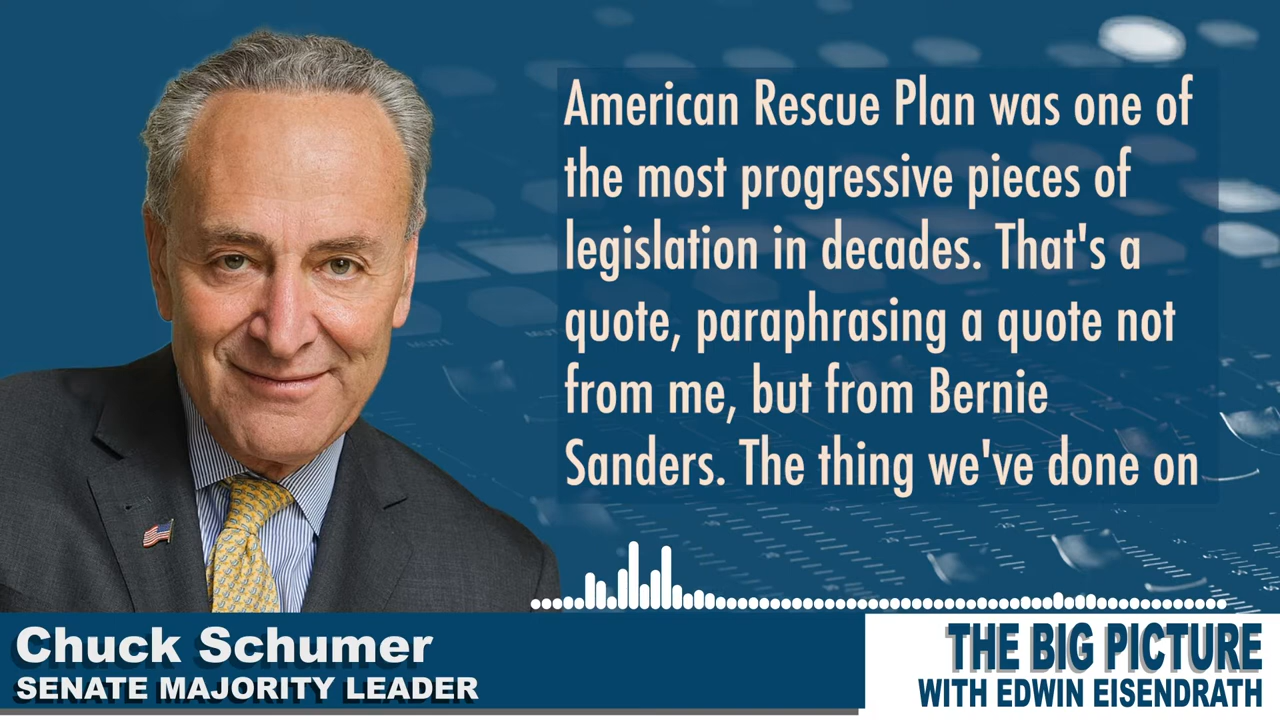 American Rescue Plan was one of
the most progressive pieces of
legislation in decades. That's a
quote, paraphrasing a quote not
from me, but from Bernie
Sanders. The thing we've done on
Chuck Schumer
SENATE MAJORITY LEADER
THE BIG PICTURE
WITH EDWIN EISENDRATH
MUTE